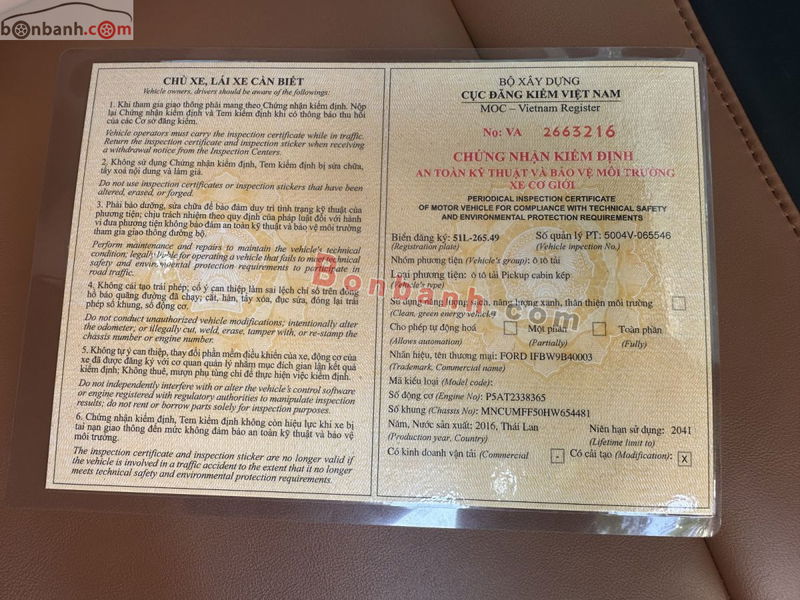 bonbanh.com
CHỦ XE, LÁI XE CẦN BIẾT
Vehicle owners, drivers should be aware of the followings:
1. Khi tham gia giao thông phải mang theo Chứng nhận kiểm định. Nộp
lại Chứng nhận kiểm định và Tem kiểm định khi có thông báo thu hồi
của các Cơ sở đăng kiểm.
Vehicle operators must carry the inspection certificate while in traffic.
Return the inspection certificate and inspection sticker when receiving
a withdrawal notice from the Inspection Centers.
2. Không sử dụng Chứng nhận kiểm định, Tem kiểm định bị sửa chữa,
tẩy xoá nội dung và làm giả.
Do not use inspection certificates or inspection stickers that have been
altered, erased, or forged.
3. Phải bảo dưỡng, sửa chữa để bảo đảm duy trì tình trạng kỹ thuật của
phương tiện; chịu trách nhiệm theo quy định của pháp luật đối với hành
vi đưa phương tiện không bảo đảm an toàn kỹ thuật và bảo vệ môi trường
tham gia giao thông đường bộ.
Perform maintenance and repairs to maintain the vehicle's technical
condition; legally liable for operating a vehicle that fails to meet technical
safety and environmental protection requirements to participate in
road traffic.
4. Không cải tạo trái phép; cố ý can thiệp làm sai lệch chỉ số trên đồng
hồ báo quãng đường đã chạy; cắt, hàn, tẩy xóa, đục sửa, đóng lại trái
phép số khung, số động cơ.
Do not conduct unauthorized vehicle modifications; intentionally alter
the odometer, or illegally cut, weld, erase, tamper with, or re-stamp the
chassis number or engine number.
5. Không tự ý can thiệp, thay đổi phần mềm điều khiển của xe, động cơ của
xe đã được đăng ký với cơ quan quản lý nhằm mục đích gian lận kết quả
kiểm định; Không thuê, mượn phụ tùng chỉ để thực hiện việc kiểm định.
Do not independently interfere with or alter the vehicle's control software
or engine registered with regulatory authorities to manipulate inspection
results; do not rent or borrow parts solely for inspection purposes.
6. Chứng nhận kiểm định, Tem kiểm định không còn hiệu lực khi xe bị
tai nạn giao thông đến mức không đảm bảo an toàn kỹ thuật và bảo vệ
môi trường.
The inspection certificate and inspection sticker are no longer valid if
the vehicle is involved in a traffic accident to the extent that it no longer
meets technical safety and environmental protection requirements.
BỘ XÂY DỰNG
CỤC ĐĂNG KIỂM VIỆT NAM
MOC – Vietnam Register
No: VA 2663216
CHỨNG NHẬN KIỂM ĐỊNH
AN TOÀN KỸ THUẬT VÀ BẢO VỆ MÔI TRƯỜNG
XE CƠ GIỚI
PERIODICAL INSPECTION CERTIFICATE
OF MOTOR VEHICLE FOR COMPLIANCE WITH TECHNICAL SAFETY
AND ENVIRONMENTAL PROTECTION REQUIREMENTS
Biển đăng ký: 51L-265.49 Số quản lý PT: 5004V-065546
(Registration plate) (Vehicle inspection No.)
Nhóm phương tiện (Vehicle's group): ô tô tải
Loại phương tiện: ô tô tải Pickup cabin kép
(Vehicle's type)
Sử dụng năng lượng sạch, năng lượng xanh, thân thiện môi trường
(Clean, green energy vehicle)
Cho phép tự động hoá Một phần Toàn phần
(Allows automation) (Partially) (Fully)
Nhãn hiệu, tên thương mại: FORD IFBW9B40003
(Trademark, Commercial name)
Mã kiểu loại (Model code):
Số động cơ (Engine No): P5AT2338365
Số khung (Chassis No): MNCUMFF50HW654481
Năm, Nước sản xuất: 2016, Thái Lan Niên hạn sử dụng: 2041
(Production year, Country) (Lifetime limit to)
Có kinh doanh vận tải (Commercial - Có cải tạo (Modification): X
Bonbanh.com